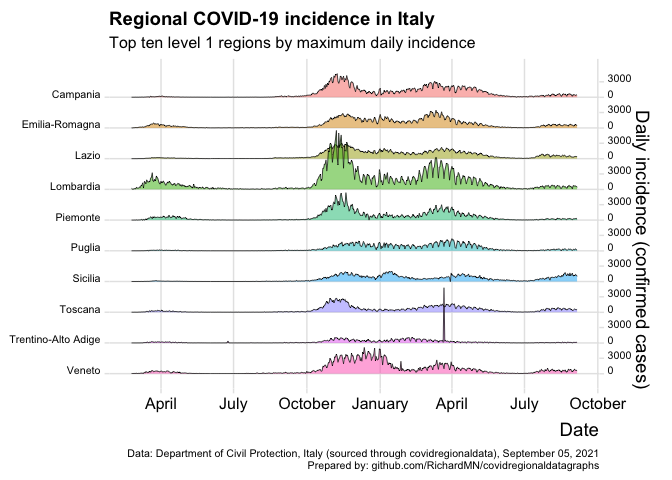 Regional COVID-19 incidence in Italy
Top ten level 1 regions by maximum daily incidence
Campania
Emilia-Romagna
Lazio
Lombardia
Piemonte
Puglia
Sicilia
Toscana
Trentino-Alto Adige
Veneto
3000
0
3000
0
3000
0
3000
0
3000
0
3000
0
3000
0
3000
0
3000
0
3000
0
Daily incidence (confirmed cases)
April July October January April July October
Date
Data: Department of Civil Protection, Italy (sourced through covidregionaldata), September 05, 2021
Prepared by: github.com/RichardMN/covidregionaldatagraphs